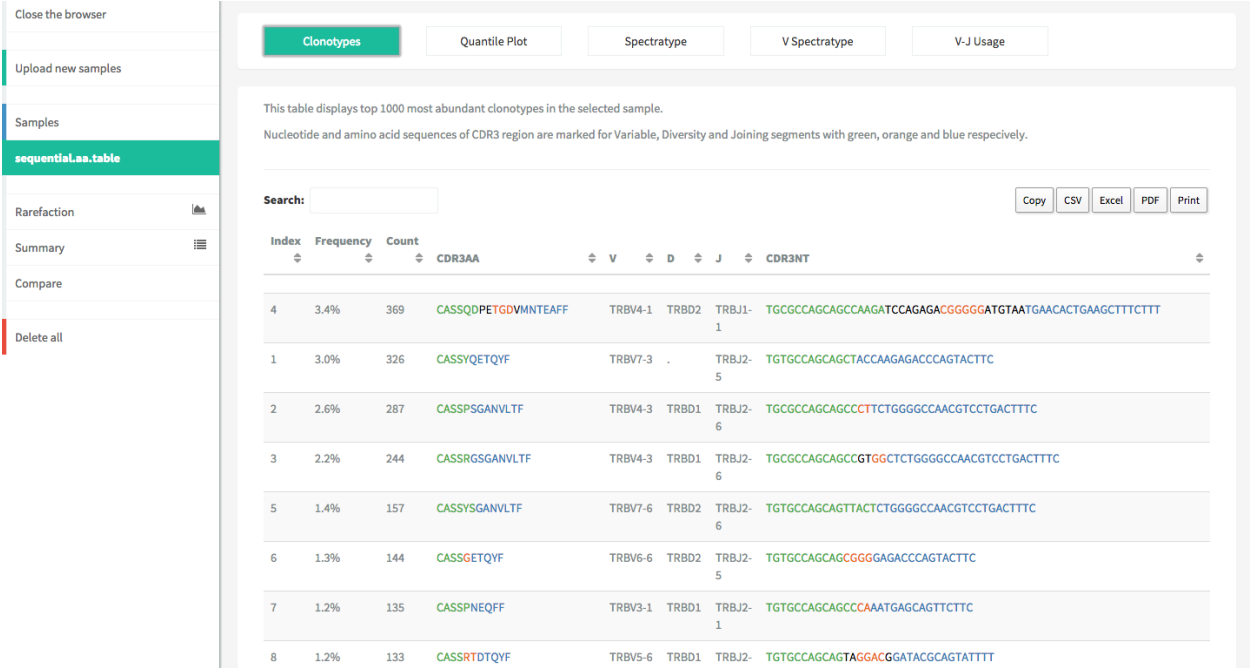 Close the browser
Upload new samples
Samples
sequential.aa.table
Rarefaction
Summary
Compare
Delete all
Clonotypes Quantile Plot Spectratype V Spectratype V-J Usage
This table displays top 1000 most abundant clonotypes in the selected sample.
Nucleotide and amino acid sequences of CDR3 region are marked for Variable, Diversity and Joining segments with green, orange and blue respecively.
Search: Copy CSV Excel PDF Print
Index Frequency Count CDR3AA V D J CDR3NT
4 3.4% 369 CASSQDPETGDVMNTEAFF TRBV4-1 TRBD2 TRBJ1- TGCGCCAGCAGCCAAGATCCAGAGACGGGGGATGTAATGAACACTGAAGCTTTCTTT
1
1 3.0% 326 CASSYQETQYF TRBV7-3 . TRBJ2- TGTGCCAGCAGCTACCAAGAGACCCAGTACTTC
5
2 2.6% 287 CASSPSGANVLTF TRBV4-3 TRBD1 TRBJ2- TGCGCCAGCAGCCCTTCTGGGGCCAACGTCCTGACTTTC
6
3 2.2% 244 CASSRGSGANVLTF TRBV4-3 TRBD1 TRBJ2- TGCGCCAGCAGCCGTGGCTCTGGGGCCAACGTCCTGACTTTC
6
5 1.4% 157 CASSYSGANVLTF TRBV7-6 TRBD2 TRBJ2- TGTGCCAGCAGTTACTCTGGGGCCAACGTCCTGACTTTC
6
6 1.3% 144 CASSGETQYF TRBV6-6 TRBD2 TRBJ2- TGTGCCAGCAGCGGGGAGACCCAGTACTTC
5
7 1.2% 135 CASSPNEQFF TRBV3-1 TRBD1 TRBJ2- TGTGCCAGCAGCCCAAATGAGCAGTTCTTC
1
8 1.2% 133 CASSRTDTQYF TRBV5-6 TRBD1 TRBJ2- TGTGCCAGCAGTAGGACGGATACGCAGTATTTT